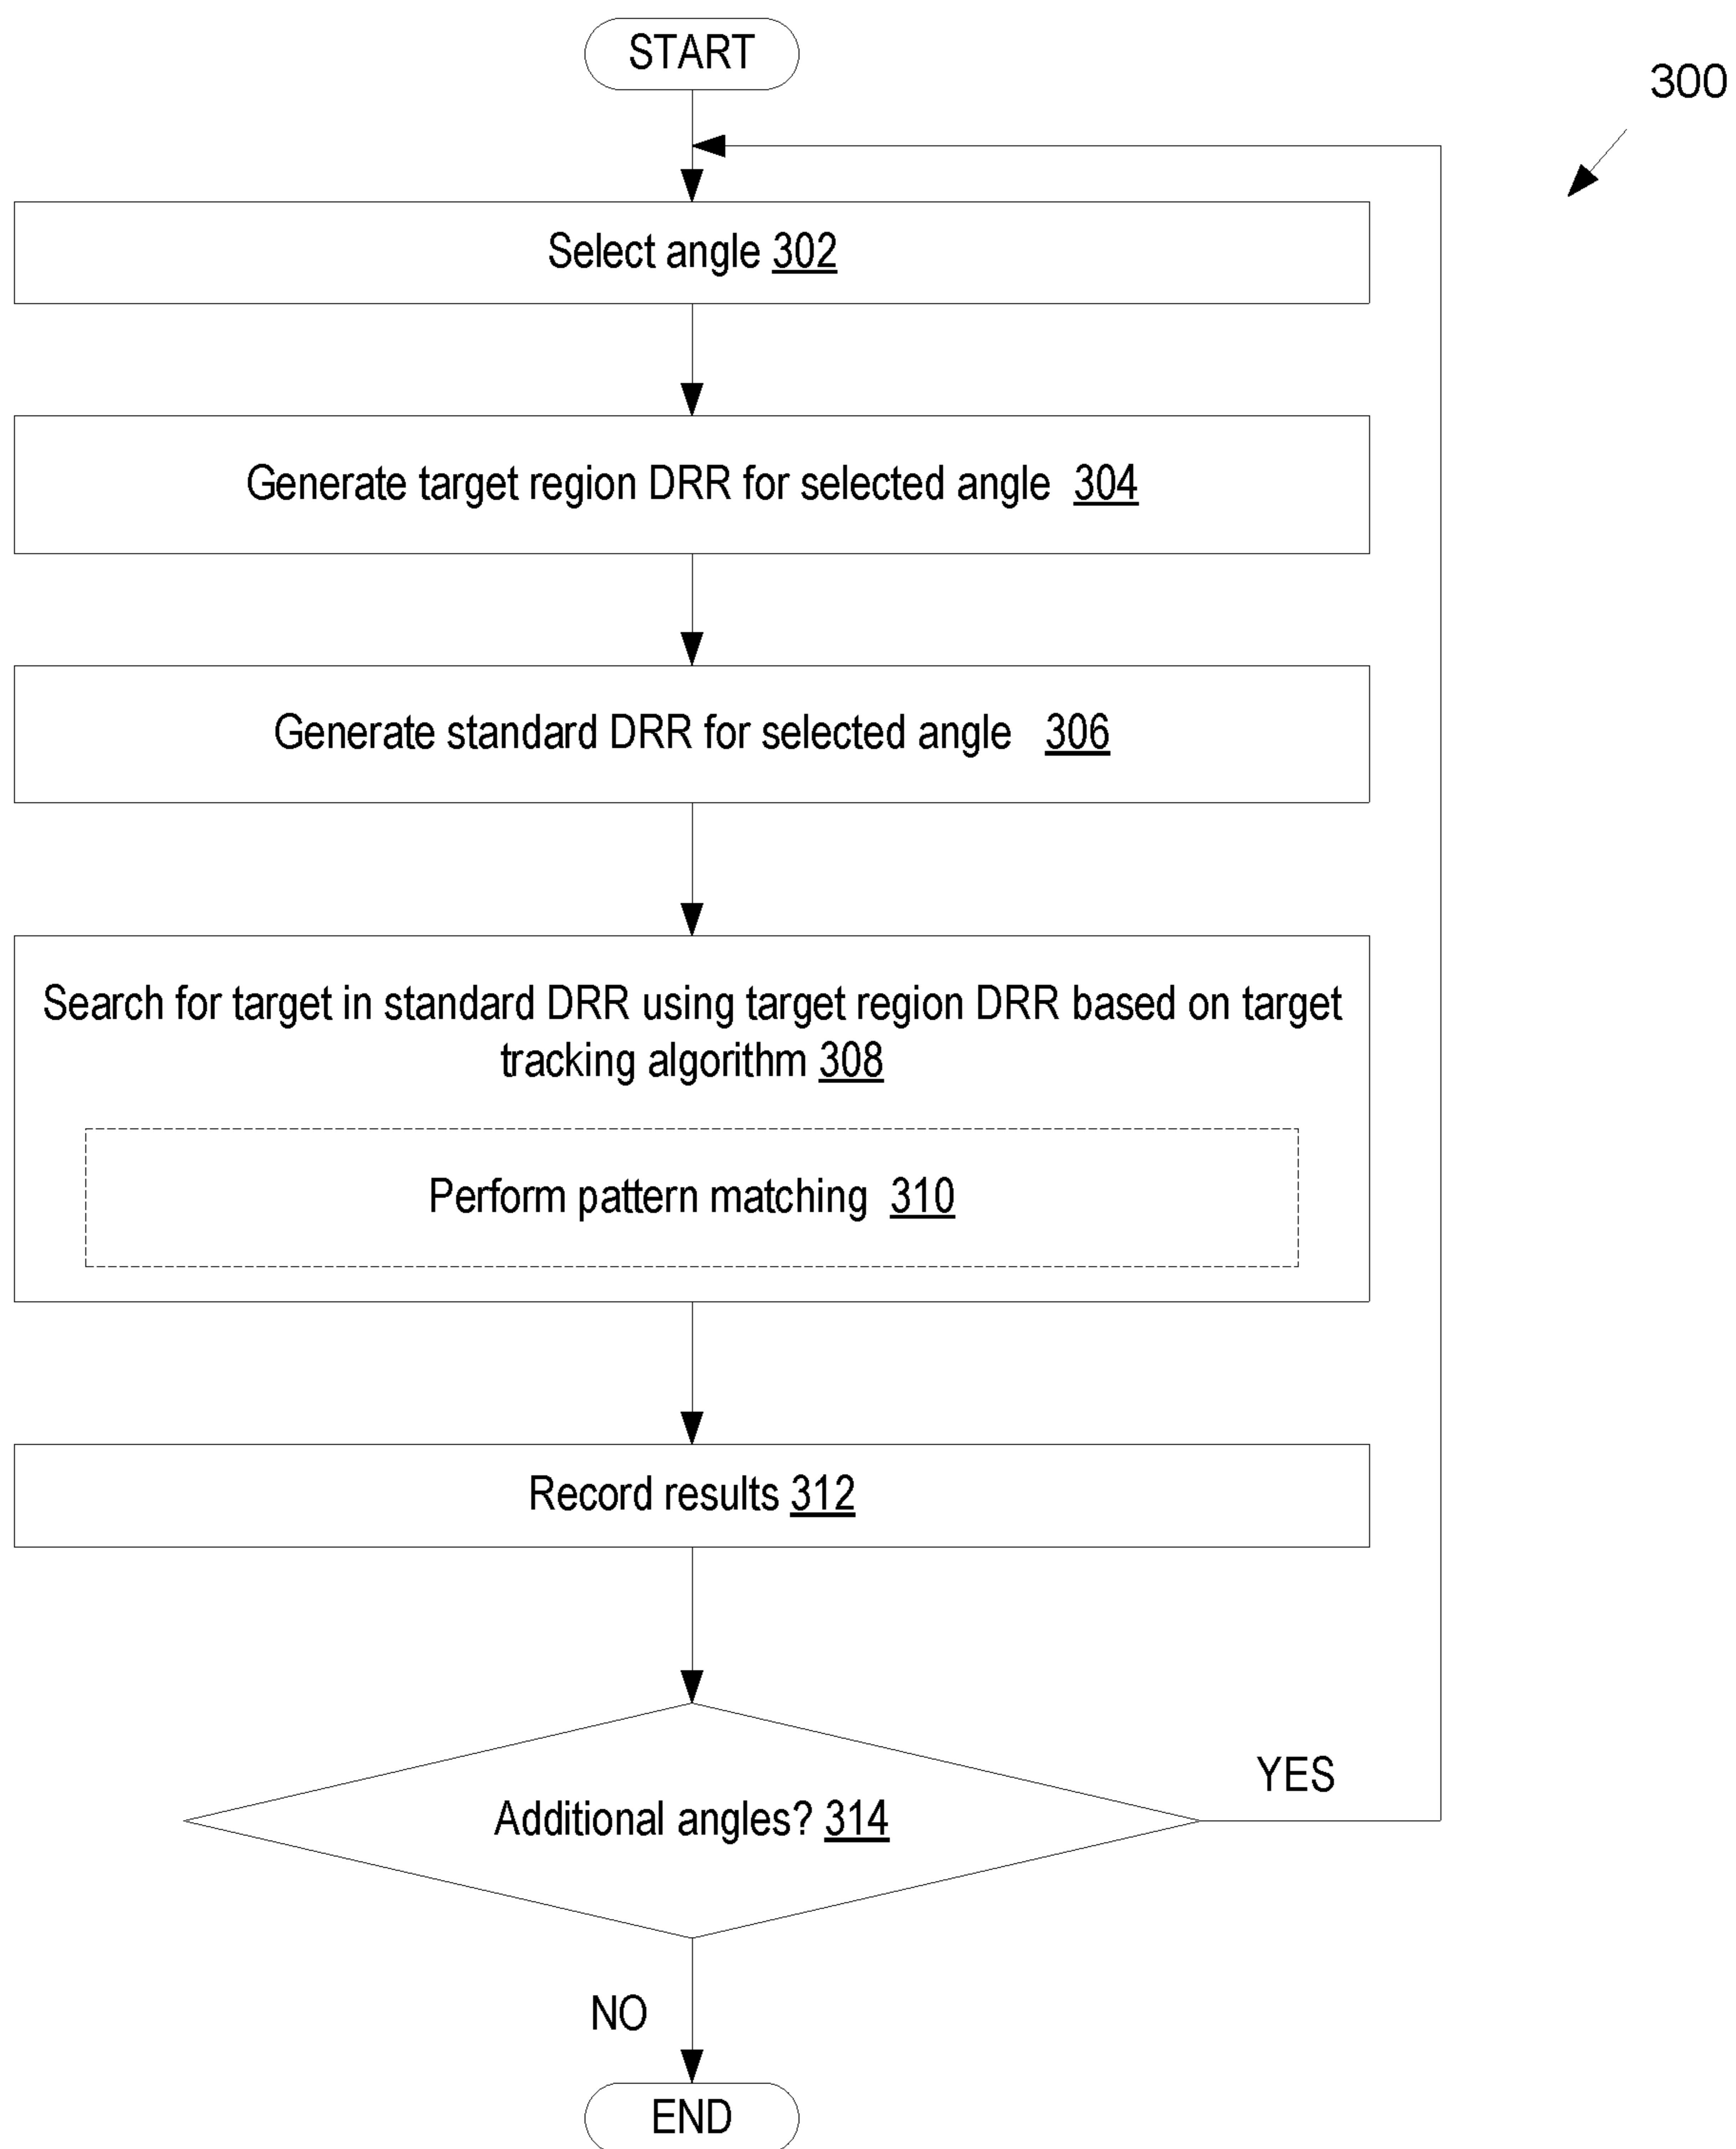 START
300
Select angle 302
Generate target region DRR for selected angle 304
Generate standard DRR for selected angle 306
Search for target in standard DRR using target region DRR based on target
tracking algorithm 308
Perform pattern matching 310
Record results 312
YES
Additional angles? 314
NO
END